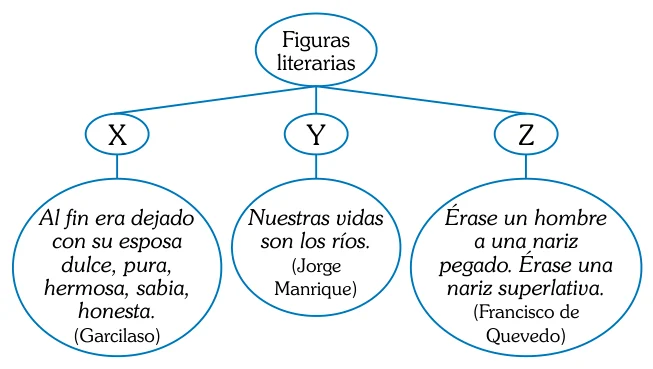 Figuras
literarias
X
Y
Z
Al fin era dejado
con su esposa
dulce, pura,
hermosa, sabia,
honesta.
(Garcilaso)
Nuestras vidas
son los ríos.
(Jorge
Manrique)
Érase un hombre
a una nariz
pegado. Érase una
nariz superlativa.
(Francisco de
Quevedo)